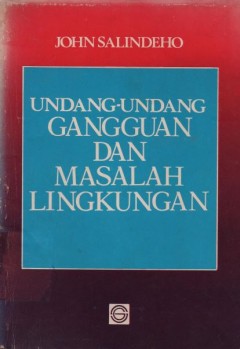 JOHN SALINDEHO
UNDANG-UNDANG
GANGGUAN
DAN
MASALAH
LINGKUNGAN